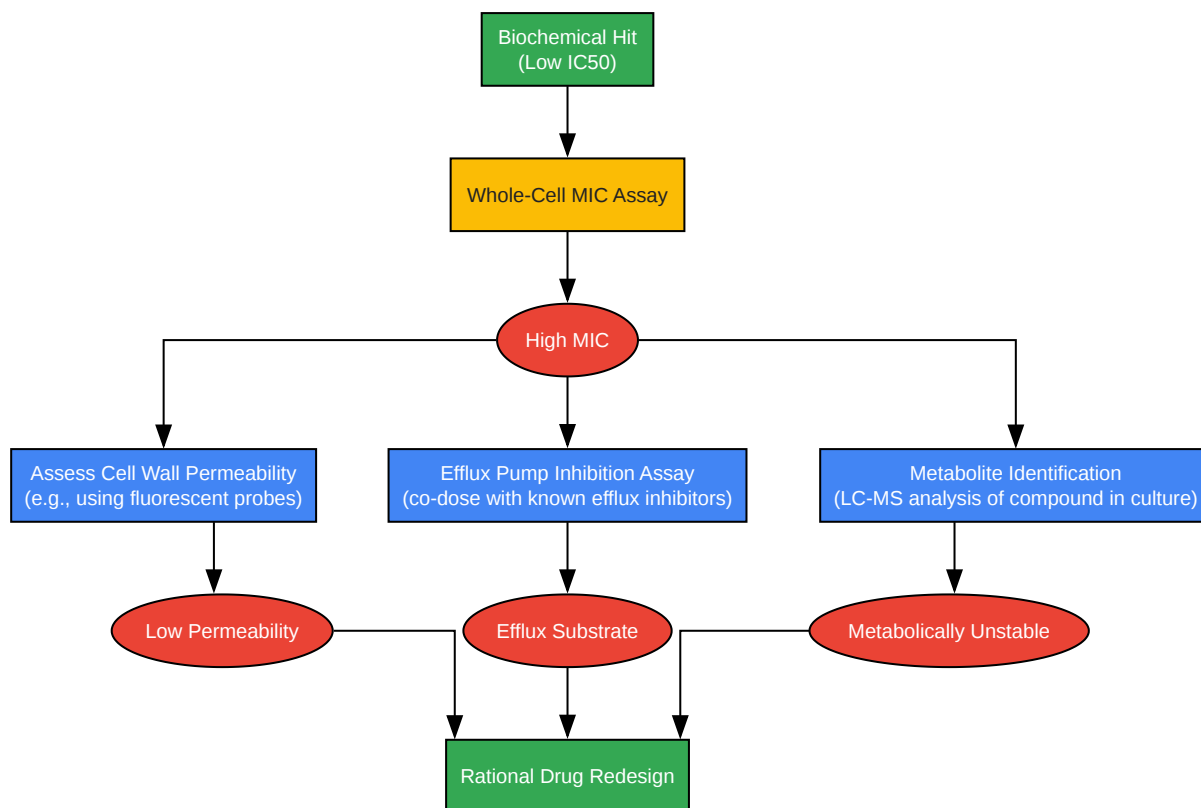 Biochemical Hit
(Low IC50)
Whole-Cell MIC Assay
High MIC
Assess Cell Wall Permeability
(e.g., using fluorescent probes)
Efflux Pump Inhibition Assay
(co-dose with known efflux inhibitors)
Metabolite Identification
(LC-MS analysis of compound in culture)
Low Permeability
Efflux Substrate
Metabolically Unstable
Rational Drug Redesign